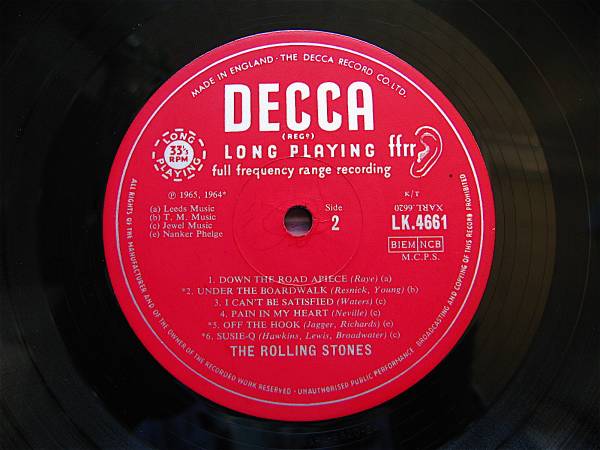 MADE IN ENGLAND · THE DECCA RECORD CO. LTD.
DECCA
(REGD)
LONG PLAYING 33⅓ RPM
LONG PLAYING
ffrr
full frequency range recording
℗ 1965, 1964*
(a) Leeds Music
(b) T. M. Music
(c) Jewel Music
(e) Nanker Phelge
Side
2
K/T
XARL.6620
LK.4661
BIEM NCB
M.C.P.S.
1. DOWN THE ROAD APIECE (Raye) (a)
*2. UNDER THE BOARDWALK (Resnick, Young) (b)
3. I CAN'T BE SATISFIED (Waters) (c)
4. PAIN IN MY HEART (Neville) (c)
*5. OFF THE HOOK (Jagger, Richards) (e)
*6. SUSIE-Q (Hawkins, Lewis, Broadwater) (c)
THE ROLLING STONES
ALL RIGHTS OF THE MANUFACTURER AND OF THE OWNER OF THE RECORDED WORK RESERVED · UNAUTHORISED PUBLIC PERFORMANCE, BROADCASTING AND COPYING OF THIS RECORD PROHIBITED